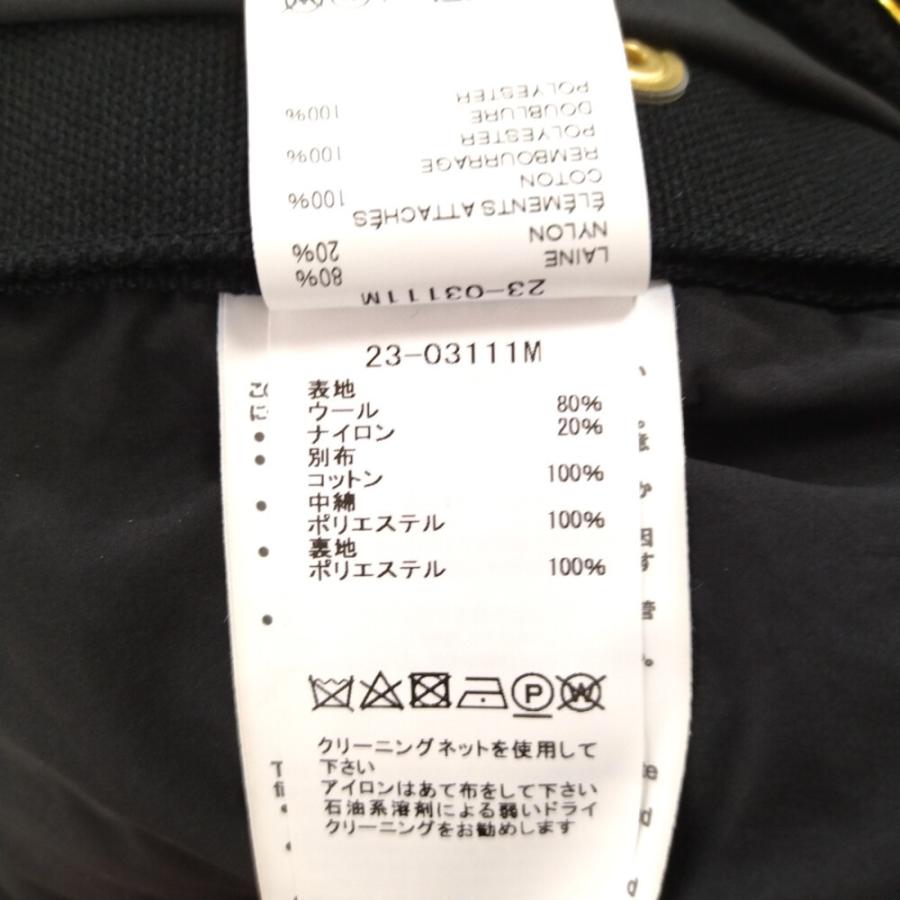 23-03111M
LAINE 80%
NYLON 20%
ÉLÉMENTS ATTACHÉS
COTON 100%
REMBOURRAGE
POLYESTER 100%
DOUBLURE
POLYESTER 100%
23-03111M
表地
ウール 80%
ナイロン 20%
別布
コットン 100%
中綿
ポリエステル 100%
裏地
ポリエステル 100%
P
W
クリーニングネットを使用して
下さい
アイロンはあて布をして下さい
石油系溶剤による弱いドライ
クリーニングをお勧めします